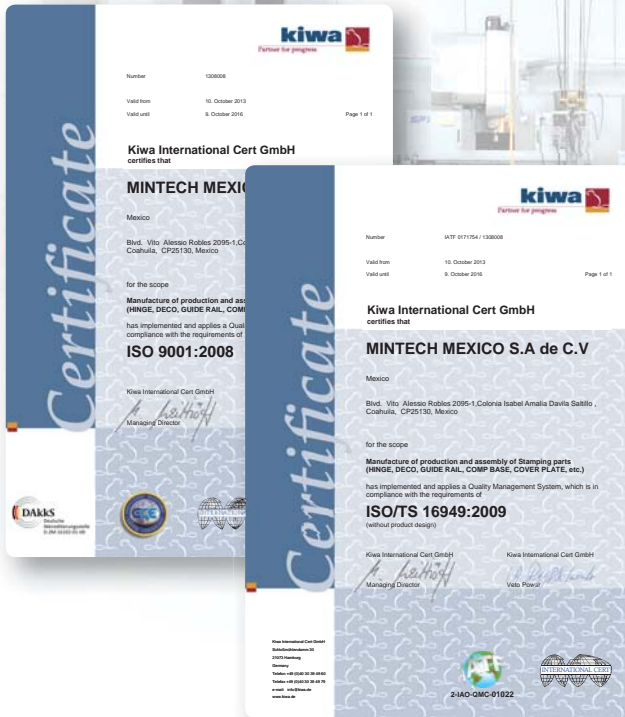 kiwa
Partner for progress
Number 1308008
Valid from 10. October 2013
Valid until 9. October 2016 Page 1 of 1
Kiwa International Cert GmbH
certifies that
MINTECH MEXI
Mexico
Blvd. Vito Alessio Robles 2095-1,Co
Coahuila, CP25130, Mexico
for the scope
Manufacture of production and ass
(HINGE, DECO, GUIDE RAIL, COM
has implemented and applies a Qual
compliance with the requirements of
ISO 9001:2008
Kiwa International Cert GmbH
Managing Director
Certificate
DAkkS
Deutsche
Akkreditierungsstelle
INTERNATIONAL
kiwa
Partner for progress
Number IATF 0171754 / 1308008
Valid from 10. October 2013
Valid until 9. October 2016 Page 1 of 1
Kiwa International Cert GmbH
certifies that
MINTECH MEXICO S.A de C.V
Mexico
Blvd. Vito Alessio Robles 2095-1,Colonia Isabel Amalia Davila Saltillo ,
Coahuila, CP25130, Mexico
for the scope
Manufacture of production and assembly of Stamping parts
(HINGE, DECO, GUIDE RAIL, COMP BASE, COVER PLATE, etc.)
has implemented and applies a Quality Management System, which is in
compliance with the requirements of
ISO/TS 16949:2009
(without product design)
Kiwa International Cert GmbH Kiwa International Cert GmbH
Managing Director Veto Power
Certificate
Kiwa International Cert GmbH
21073 Hamburg
Germany
www.kiwa.de
2-IAO-QMC-01022
INTERNATIONAL CERT